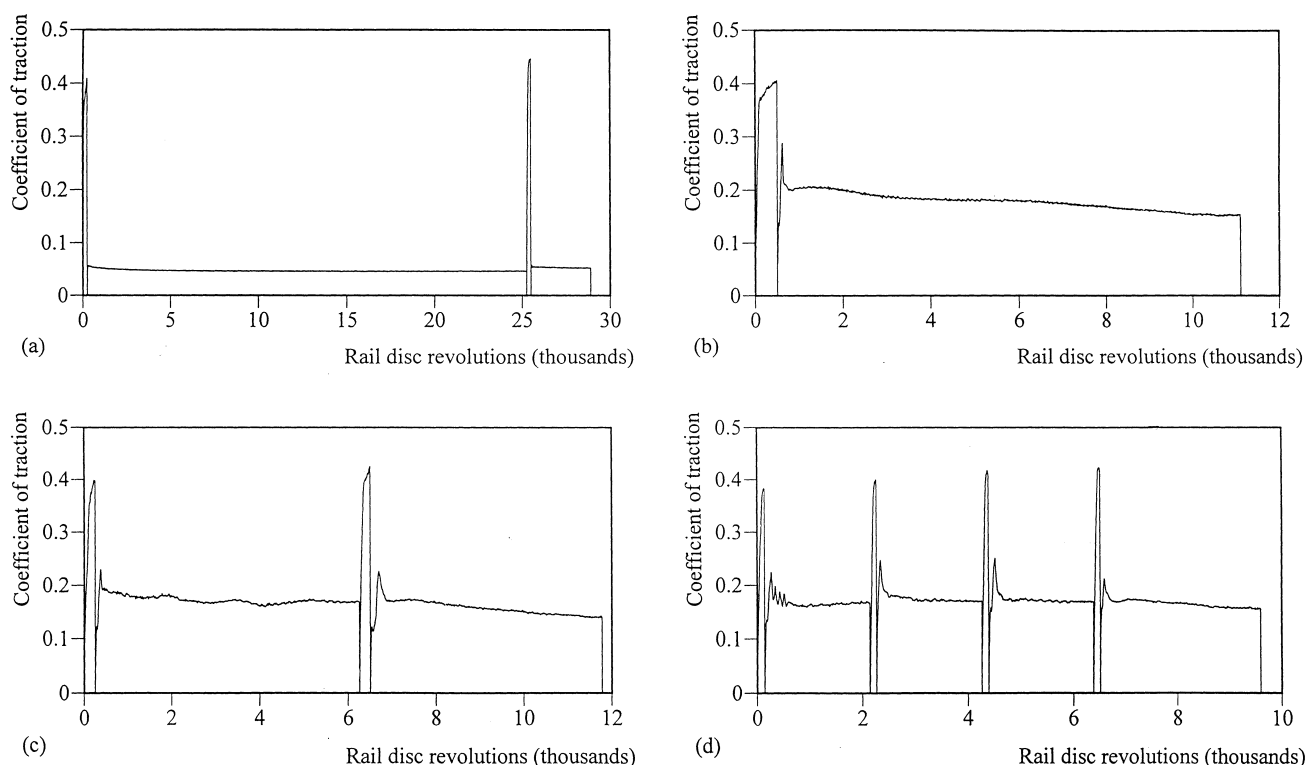 Coefficient of traction
0.5
0.4
0.3
0.2
0.1
0
0 5 10 15 20 25 30
(a)
Rail disc revolutions (thousands)
Coefficient of traction
0.5
0.4
0.3
0.2
0.1
0
0 2 4 6 8 10 12
(b)
Rail disc revolutions (thousands)
Coefficient of traction
0.5
0.4
0.3
0.2
0.1
0
0 2 4 6 8 10 12
(c)
Rail disc revolutions (thousands)
Coefficient of traction
0.5
0.4
0.3
0.2
0.1
0
0 2 4 6 8 10
(d)
Rail disc revolutions (thousands)